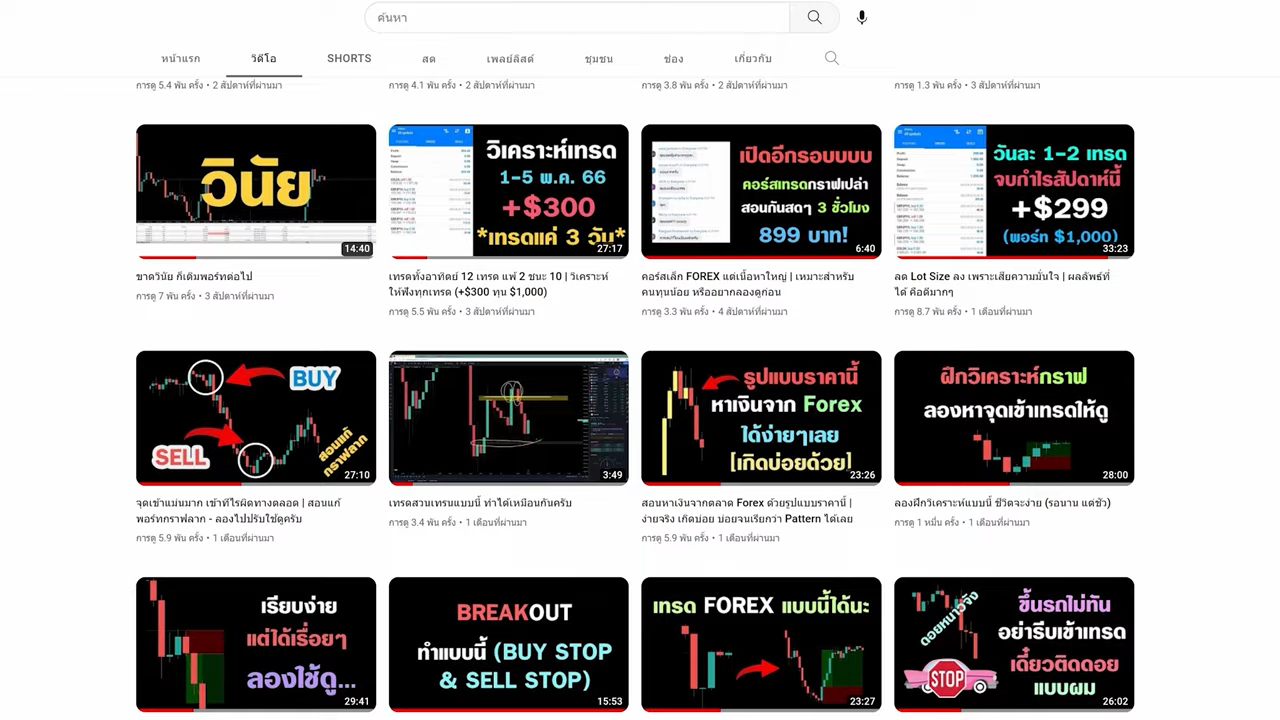 ค้นหา
หน้าแรก
วิดีโอ
SHORTS
สด
เพลย์ลิสต์
ชุมชน
ช่อง
เกี่ยวกับ
การดู 5.4 พัน ครั้ง • 2 สัปดาห์ที่ผ่านมา
การดู 4.1 พัน ครั้ง • 2 สัปดาห์ที่ผ่านมา
การดู 3.8 พัน ครั้ง • 2 สัปดาห์ที่ผ่านมา
การดู 1.3 พัน ครั้ง • 3 สัปดาห์ที่ผ่านมา
วินัย
14:40
ขาดวินัย ก็เติมพอร์ทต่อไป
การดู 7 พัน ครั้ง • 3 สัปดาห์ที่ผ่านมา
วิเคราะห์เทรด
1-5 พ.ค. 66
+$300
*เทรดแค่ 3 วัน*
27:17
เทรดทั้งอาทิตย์ 12 เทรด แพ้ 2 ชนะ 10 | วิเคราะห์
ให้ฟังทุกเทรด (+$300 ทุน $1,000)
การดู 5.5 พัน ครั้ง • 3 สัปดาห์ที่ผ่านมา
เปิดอีกรอบบบบ
คอร์สเทรดกราฟเปล่า
สอนกันสดๆ 3 ชั่วโมง
899 บาท!
6:40
คอร์สเล็ก FOREX แต่เนื้อหาใหญ่ | เหมาะสำหรับ
คนทุนน้อย หรืออยากลองดูก่อน
การดู 3.3 พัน ครั้ง • 4 สัปดาห์ที่ผ่านมา
วันละ 1-2 เทรด
จบกำไรสัปดาห์นี้
+$299
(พอร์ท $1,000)
33:23
ลด Lot Size ลง เพราะเสียความมั่นใจ | ผลลัพธ์ที่
ได้ คือดีมากๆ
การดู 8.7 พัน ครั้ง • 1 เดือนที่ผ่านมา
BUY
SELL
สอนแก้
กราฟลาก
27:10
จุดเข้าแม่นมาก เข้าทีไรผิดทางตลอด | สอนแก้
พอร์ทกราฟลาก - ลองไปปรับใช้ดูครับ
การดู 5.9 พัน ครั้ง • 1 เดือนที่ผ่านมา
3:49
เทรดสวนเทรนแบบนี้ ทำได้เหมือนกันครับ
การดู 3.4 พัน ครั้ง • 1 เดือนที่ผ่านมา
รูปแบบราคานี้
หาเงินจาก Forex
ได้ง่ายๆเลย
[เกิดบ่อยด้วย]
23:26
สอนหาเงินจากตลาด Forex ด้วยรูปแบบราคานี้ |
ง่ายจริง เกิดบ่อย บ่อยจนเรียกว่า Pattern ได้เลย
การดู 5.9 พัน ครั้ง • 1 เดือนที่ผ่านมา
ฝึกวิเคราะห์กราฟ
ลองหาจุดเข้าเทรดให้ดู
28:00
ลองฝึกวิเคราะห์แบบนี้ ชีวิตจะง่าย (รอนาน แต่ชัว)
การดู 1 หมื่น ครั้ง • 1 เดือนที่ผ่านมา
เรียบง่าย
แต่ได้เรื่อยๆ
ลองใช้ดู...
29:41
BREAKOUT
ทำแบบนี้ (BUY STOP
& SELL STOP)
15:53
เทรด FOREX แบบนี้ได้นะ
23:27
ดอยหนาวจัง
STOP
ขึ้นรถไม่ทัน
อย่ารีบเข้าเทรด
เดี๋ยวติดดอย
แบบผม
26:02